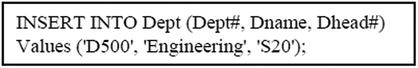 INSERT INTO Dept (Dept#, Dname, Dhead#)
Values ('D500', 'Engineering', 'S20');